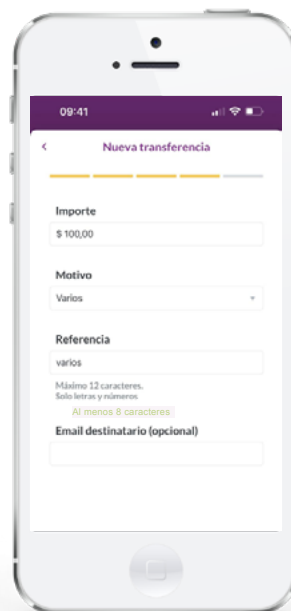 09:41
Nueva transferencia
Importe
$ 100,00
Motivo
Varios
Referencia
varios
Máximo 12 caracteres.
Solo letras y números
Al menos 8 caracteres
Email destinatario (opcional)